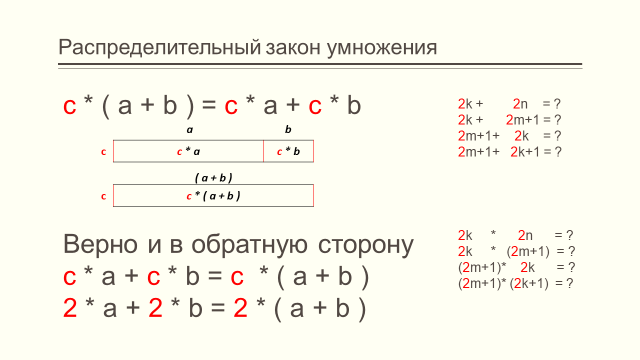 Распределительный закон умножения
c * ( a + b ) = c * a + c * b
a b
c c * a c * b
( a + b )
c c * ( a + b )
Верно и в обратную сторону
c * a + c * b = c * ( a + b )
2 * a + 2 * b = 2 * ( a + b )
2k + 2n = ?
2k + 2m+1 = ?
2m+1+ 2k = ?
2m+1+ 2k+1 = ?
2k * 2n = ?
2k * (2m+1) = ?
(2m+1)* 2k = ?
(2m+1)* (2k+1) = ?